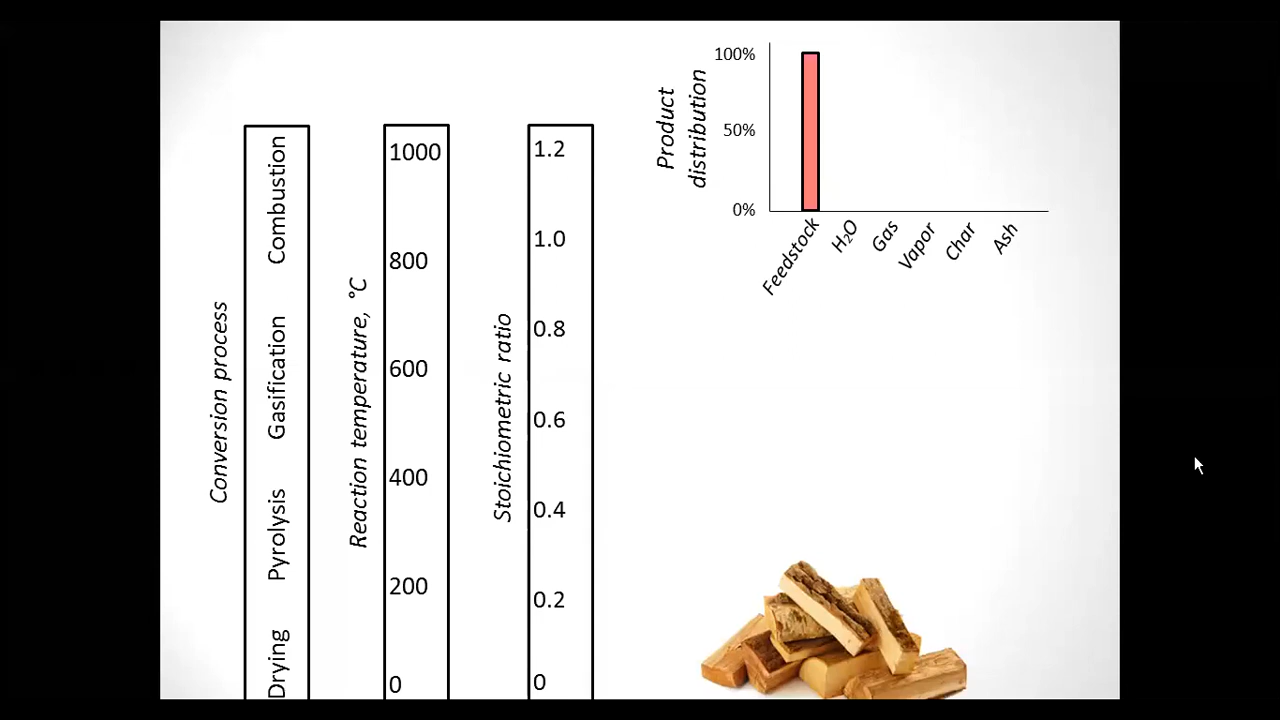 Conversion process
Combustion
Gasification
Pyrolysis
Drying
Reaction temperature, °C
1000
800
600
400
200
0
Stoichiometric ratio
1.2
1.0
0.8
0.6
0.4
0.2
0
Product
distribution
100%
50%
0%
Feedstock
H₂O
Gas
Vapor
Char
Ash